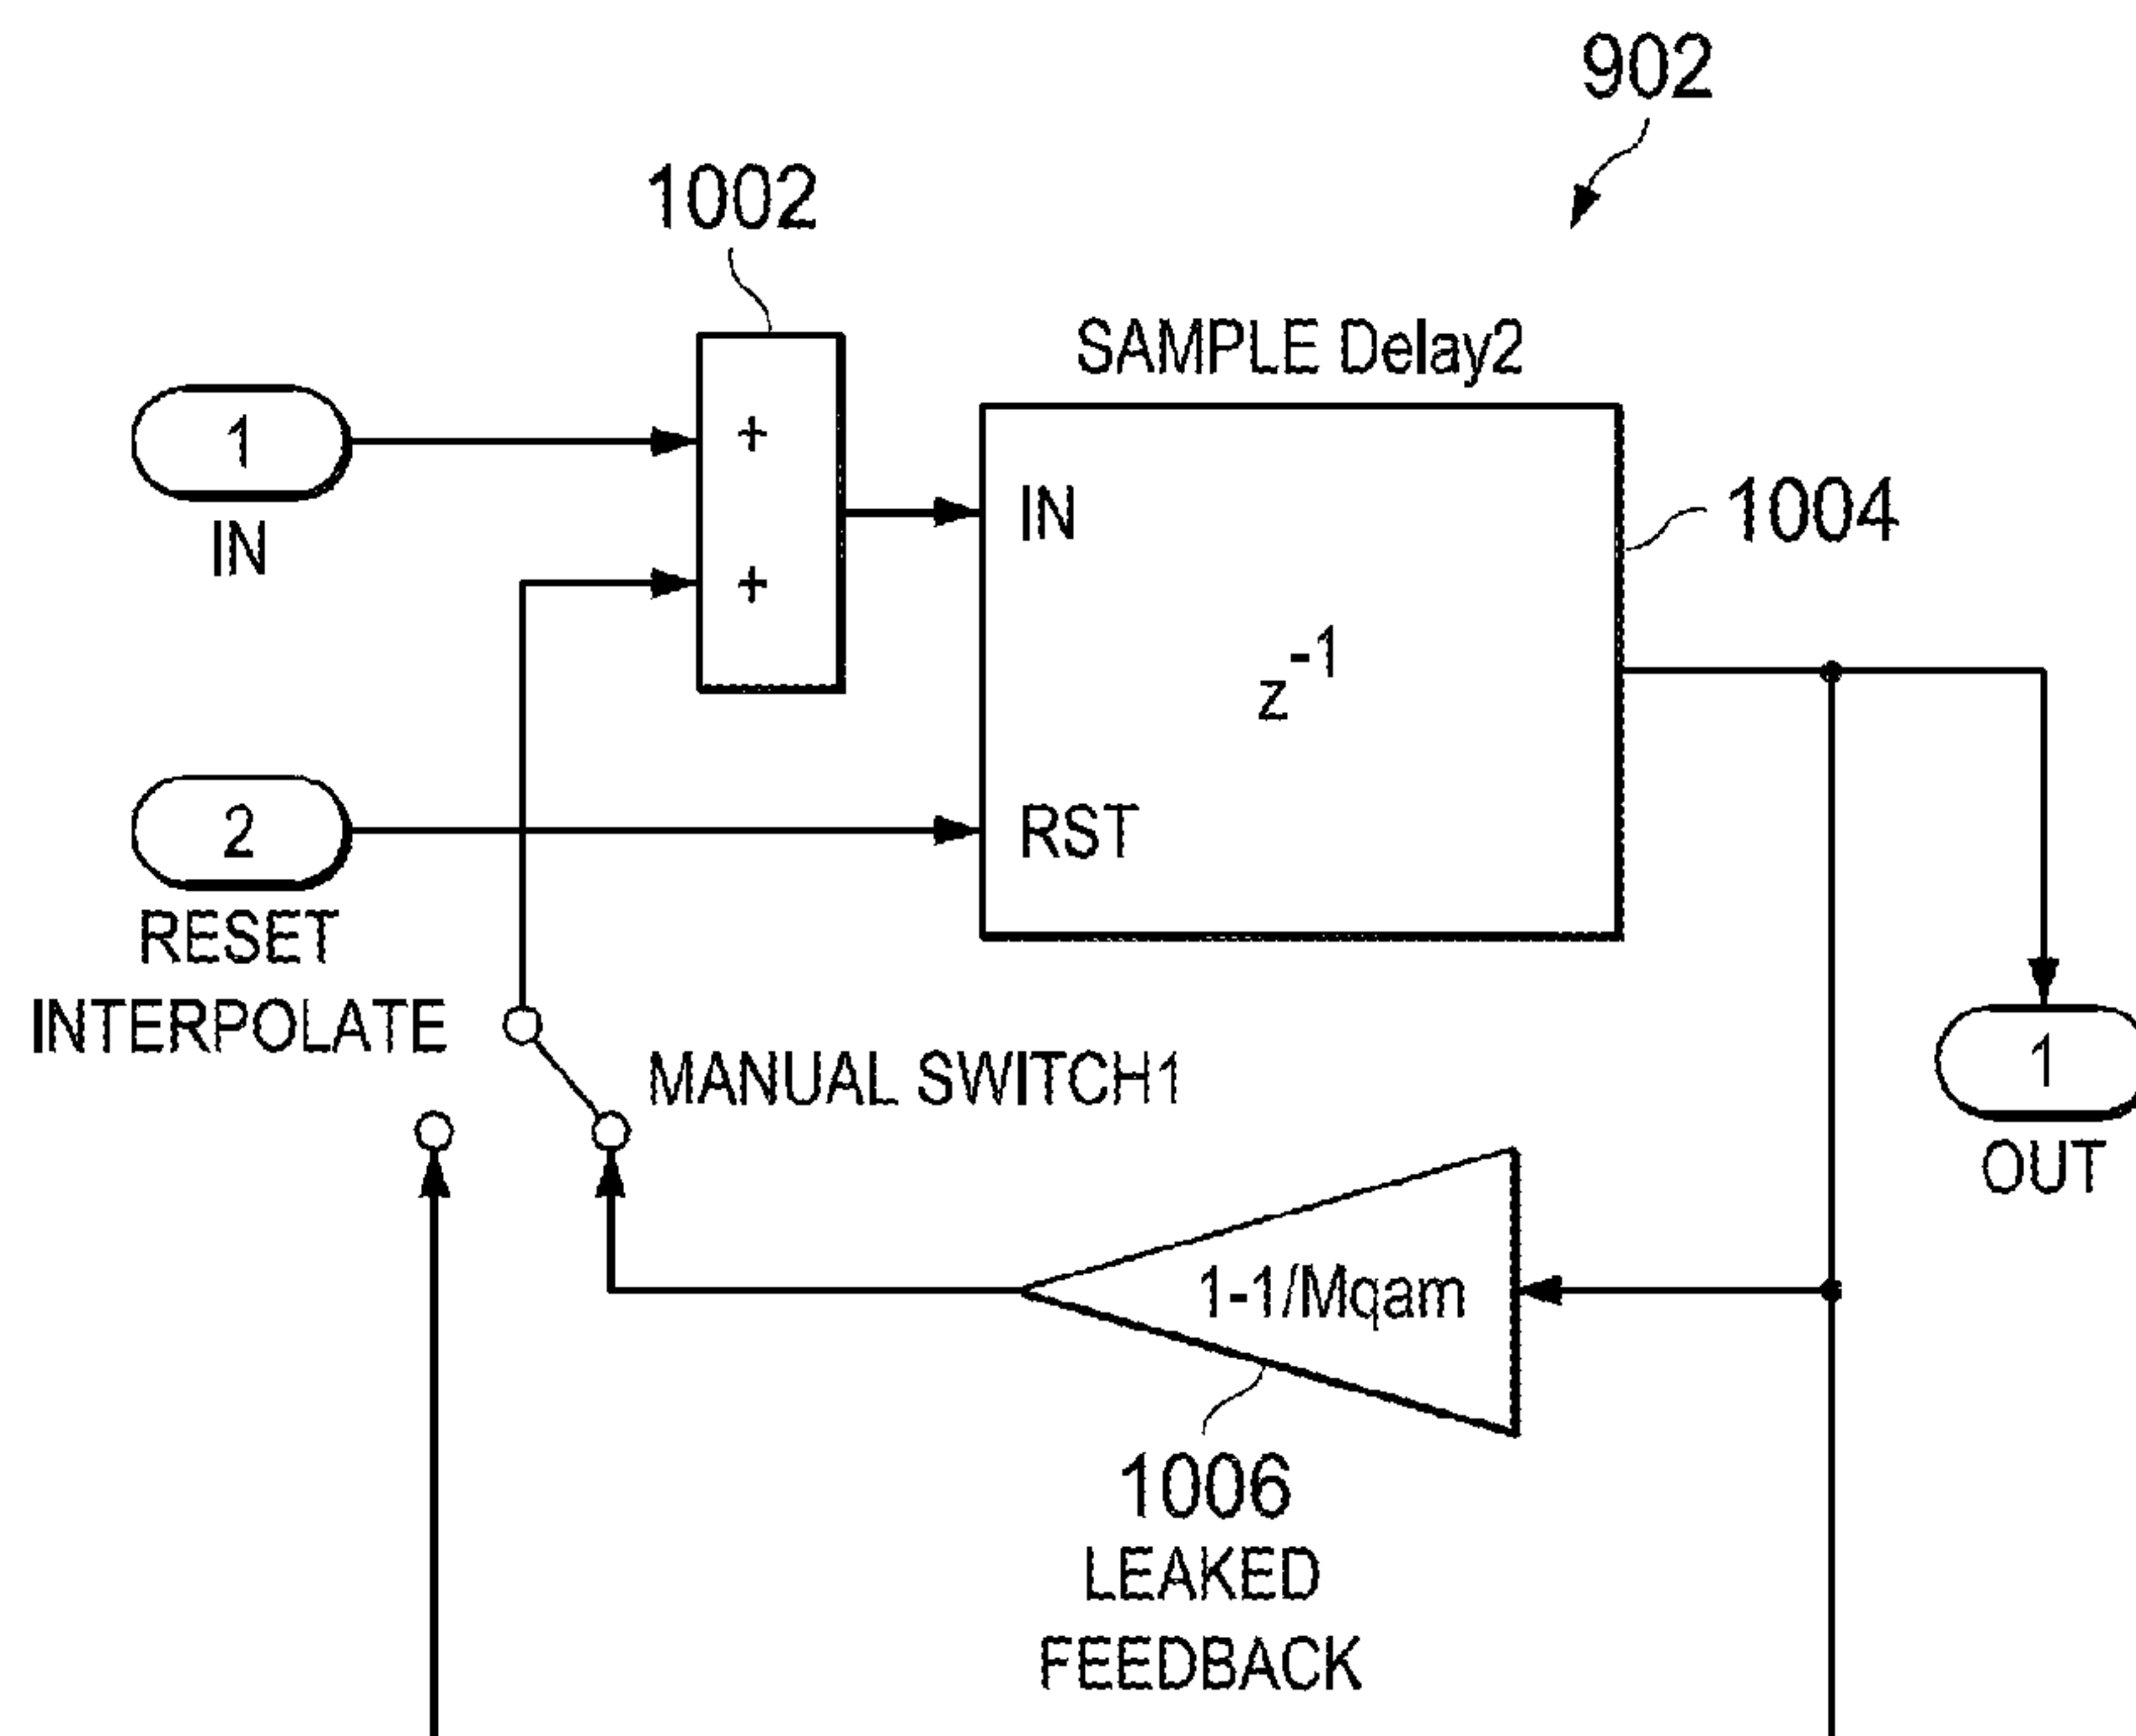 902
1002
SAMPLE Delay2
1
IN
+
+
IN
1004
z-1
2
RST
RESET
INTERPOLATE
MANUAL SWITCH1
1
OUT
1-1/Mqam
1006
LEAKED
FEEDBACK